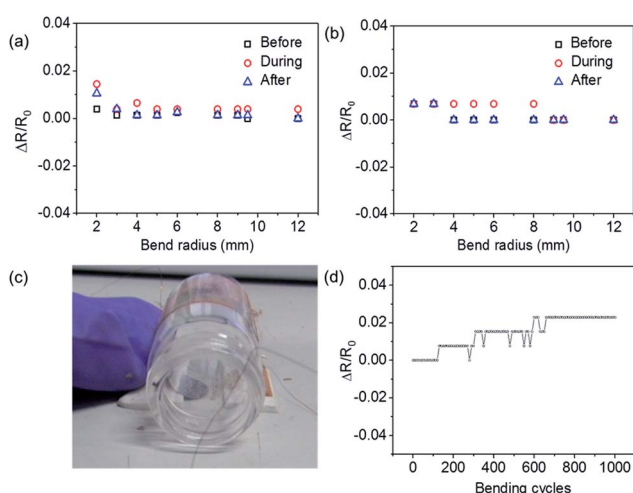 (a)
0.04
0.02
0.00
-0.02
-0.04
ΔR/R0
Before
During
After
2 4 6 8 10 12
Bend radius (mm)
(b)
0.04
0.02
0.00
-0.02
-0.04
ΔR/R0
Before
During
After
2 4 6 8 10 12
Bend radius (mm)
(c)
(d)
0.04
0.02
0.00
-0.02
-0.04
ΔR/R0
0 200 400 600 800 1000
Bending cycles